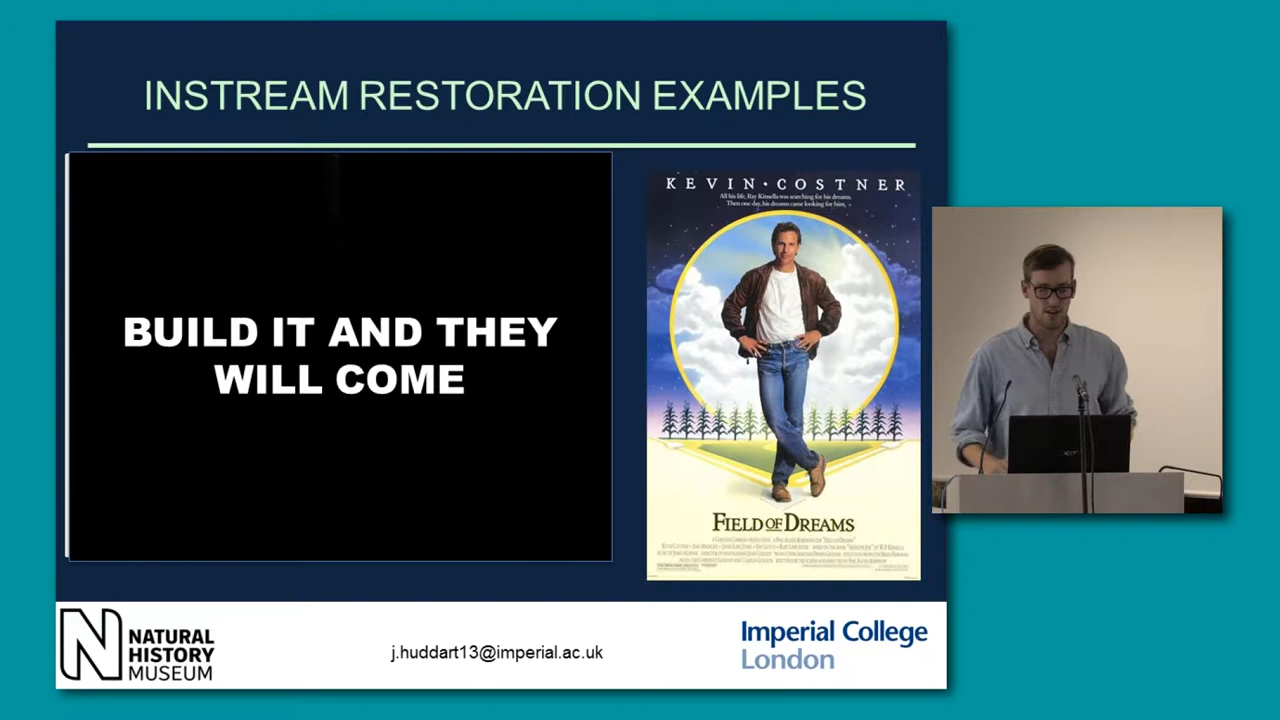 INSTREAM RESTORATION EXAMPLES
BUILD IT AND THEY
WILL COME
KEVIN·COSTNER
All his life, Ray Kinsella was searching for his dreams.
Then one day, his dreams came looking for him.
FIELD OF DREAMS
N NATURAL
HISTORY
MUSEUM
j.huddart13@imperial.ac.uk
Imperial College
London
acer